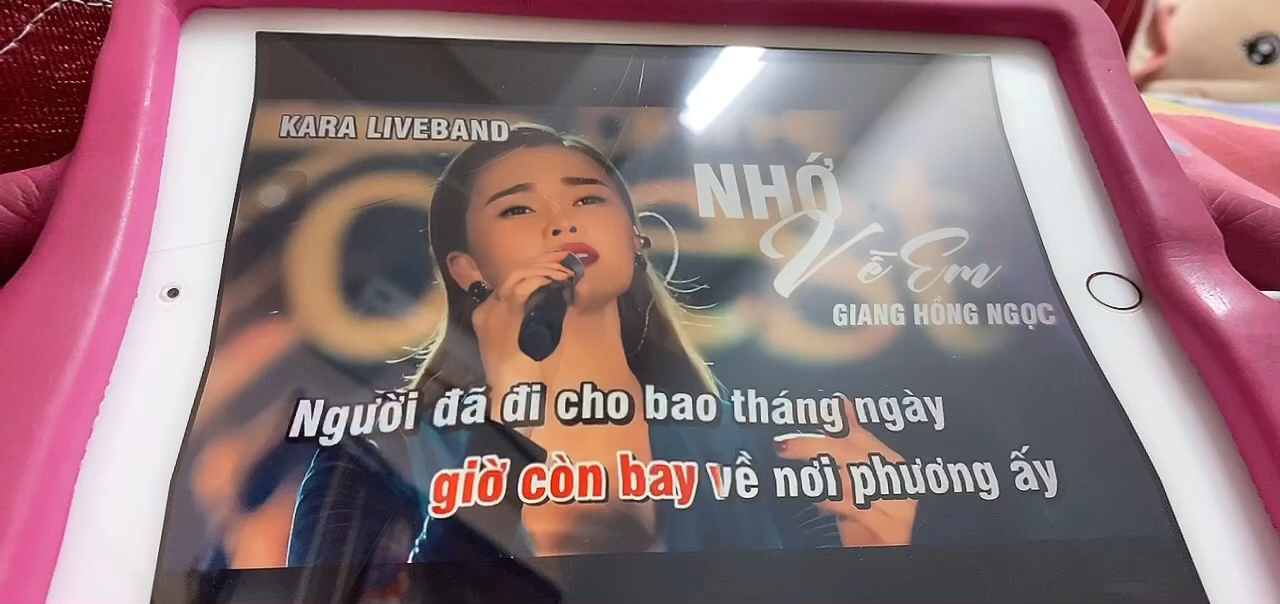 KARA LIVEBAND
NHỚ
Về Em
GIANG HỒNG NGỌC
Người đã đi cho bao tháng ngày
giờ còn bay về nơi phương ấy